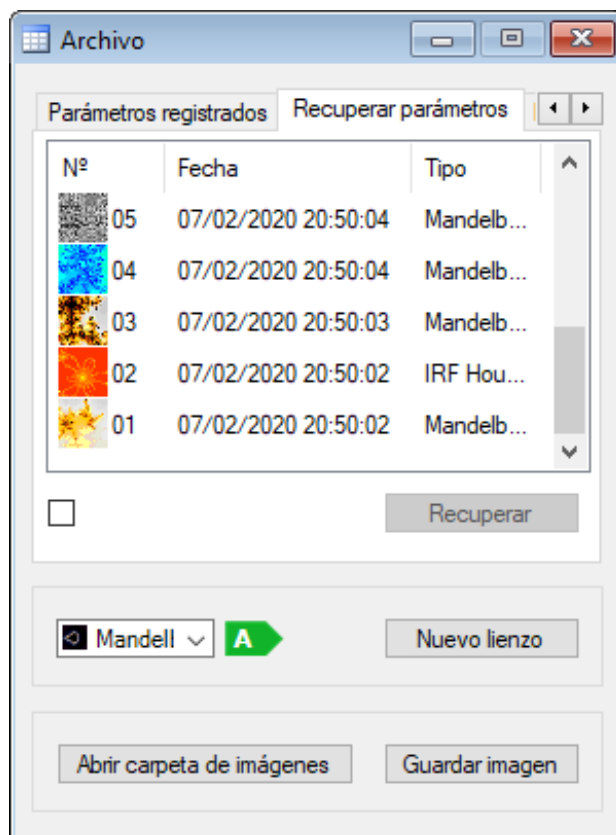 Archivo
Parámetros registrados Recuperar parámetros
Nº Fecha Tipo
05 07/02/2020 20:50:04 Mandelb...
04 07/02/2020 20:50:04 Mandelb...
03 07/02/2020 20:50:03 Mandelb...
02 07/02/2020 20:50:02 IRF Hou...
01 07/02/2020 20:50:02 Mandelb...
Recuperar
Mandell A Nuevo lienzo
Abrir carpeta de imágenes Guardar imagen